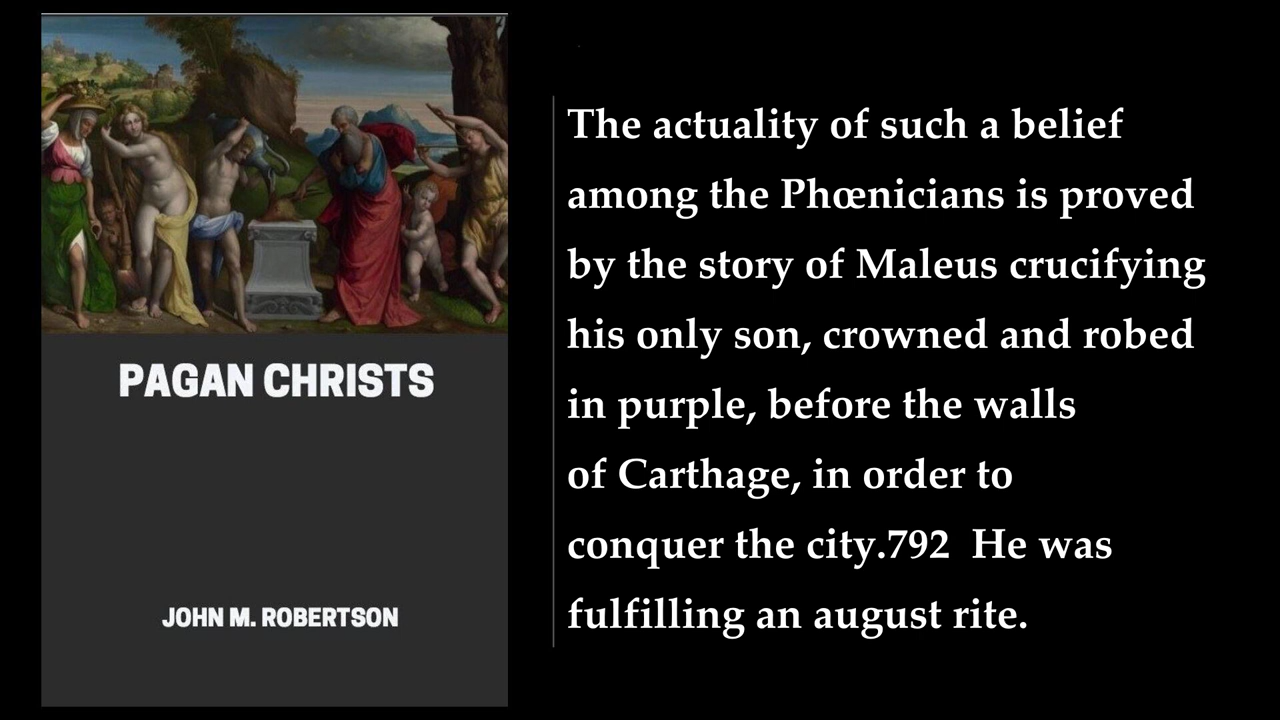 PAGAN CHRISTS
JOHN M. ROBERTSON
The actuality of such a belief
among the Phœnicians is proved
by the story of Maleus crucifying
his only son, crowned and robed
in purple, before the walls
of Carthage, in order to
conquer the city.792  He was
fulfilling an august rite.